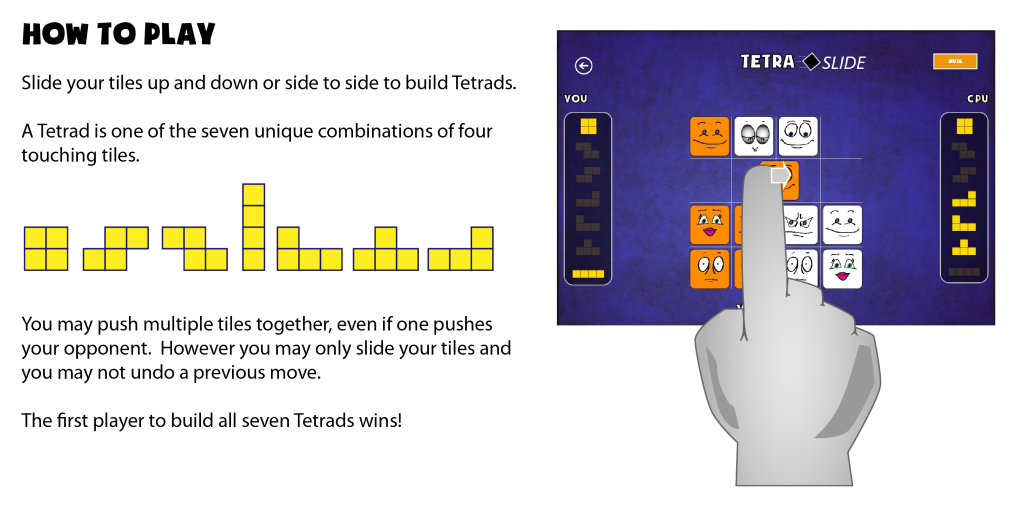 HOW TO PLAY
Slide your tiles up and down or side to side to build Tetrads.
A Tetrad is one of the seven unique combinations of four
touching tiles.
You may push multiple tiles together, even if one pushes
your opponent.  However you may only slide your tiles and
you may not undo a previous move.
The first player to build all seven Tetrads wins!
TETRA SLIDE
MUTE
YOU
CPU